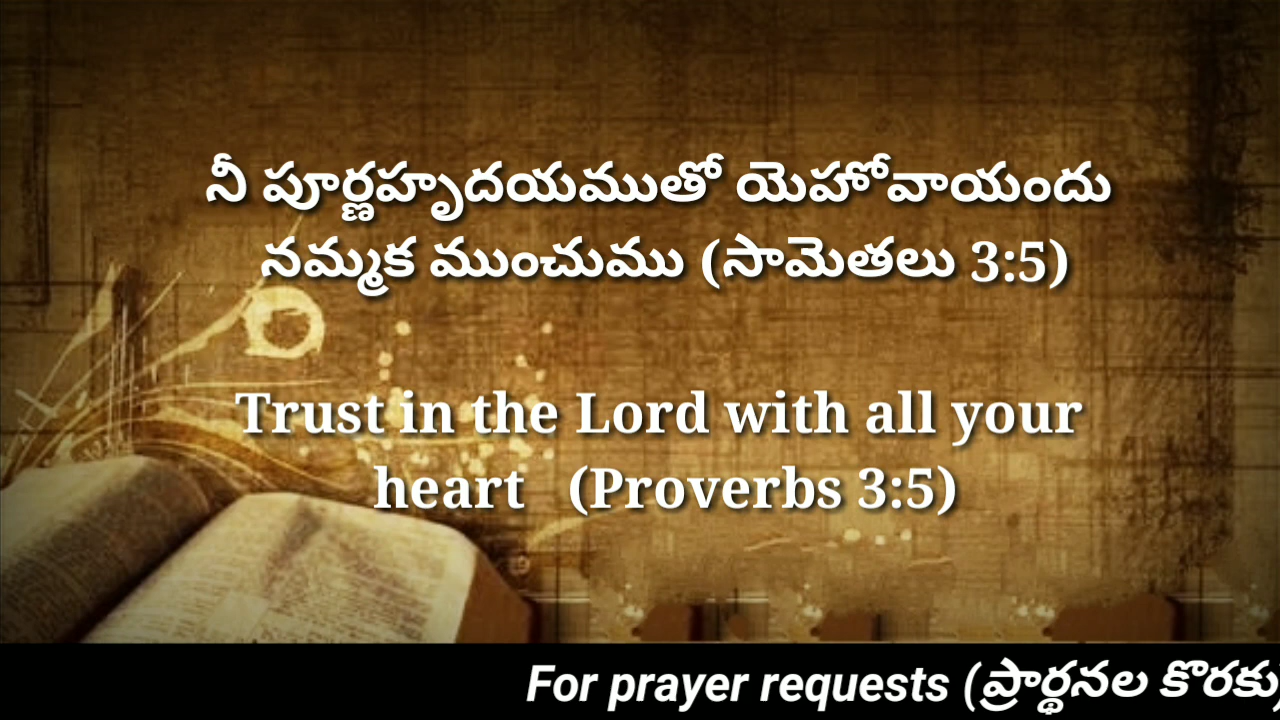 నీ పూర్ణహృదయముతో యెహోవాయందు
నమ్మక ముంచుము (సామెతలు 3:5)
Trust in the Lord with all your
heart (Proverbs 3:5)
For prayer requests (ప్రార్థనల కొరకు)